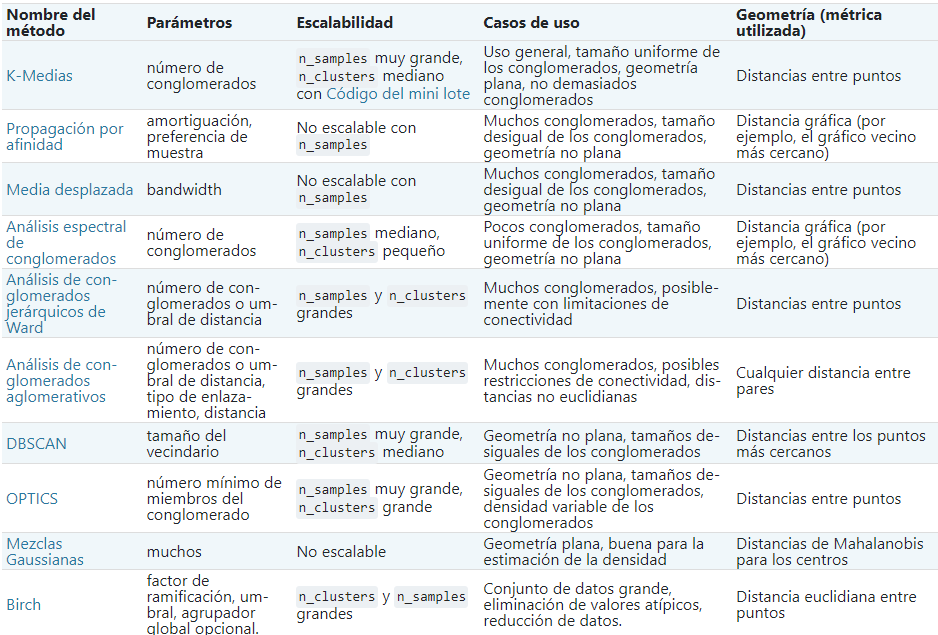 Nombre del
método
Parámetros
Escalabilidad
Casos de uso
Geometría (métrica
utilizada)
K-Medias
número de
conglomerados
n_samples muy grande,
n_clusters mediano
con Código del mini lote
Uso general, tamaño uniforme de
los conglomerados, geometría
plana, no demasiados
conglomerados
Distancias entre puntos
Propagación por
afinidad
amortiguación,
preferencia de
muestra
No escalable con
n_samples
Muchos conglomerados, tamaño
desigual de los conglomerados,
geometría no plana
Distancia gráfica (por
ejemplo, el gráfico vecino
más cercano)
Media desplazada
bandwidth
No escalable con
n_samples
Muchos conglomerados, tamaño
desigual de los conglomerados,
geometría no plana
Distancias entre puntos
Análisis espectral
de
conglomerados
número de
conglomerados
n_samples mediano,
n_clusters pequeño
Pocos conglomerados, tamaño
uniforme de los conglomerados,
geometría no plana
Distancia gráfica (por
ejemplo, el gráfico vecino
más cercano)
Análisis de con-
glomerados
jerárquicos de
Ward
número de con-
glomerados o um-
bral de distancia
n_samples y n_clusters
grandes
Muchos conglomerados, posible-
mente con limitaciones de
conectividad
Distancias entre puntos
Análisis de con-
glomerados
aglomerativos
número de con-
glomerados o um-
bral de distancia,
tipo de enlaza-
miento, distancia
n_samples y n_clusters
grandes
Muchos conglomerados, posibles
restricciones de conectividad, dis-
tancias no euclidianas
Cualquier distancia entre
pares
DBSCAN
tamaño del
vecindario
n_samples muy grande,
n_clusters mediano
Geometría no plana, tamaños de-
siguales de los conglomerados
Distancias entre los puntos
más cercanos
OPTICS
número mínimo de
miembros del
conglomerado
n_samples muy grande,
n_clusters grande
Geometría no plana, tamaños de-
siguales de los conglomerados,
densidad variable de los
conglomerados
Distancias entre puntos
Mezclas
Gaussianas
muchos
No escalable
Geometría plana, buena para la
estimación de la densidad
Distancias de Mahalanobis
para los centros
Birch
factor de
ramificación, um-
bral, agrupador
global opcional.
n_clusters y n_samples
grandes
Conjunto de datos grande,
eliminación de valores atípicos,
reducción de datos.
Distancia euclidiana entre
puntos